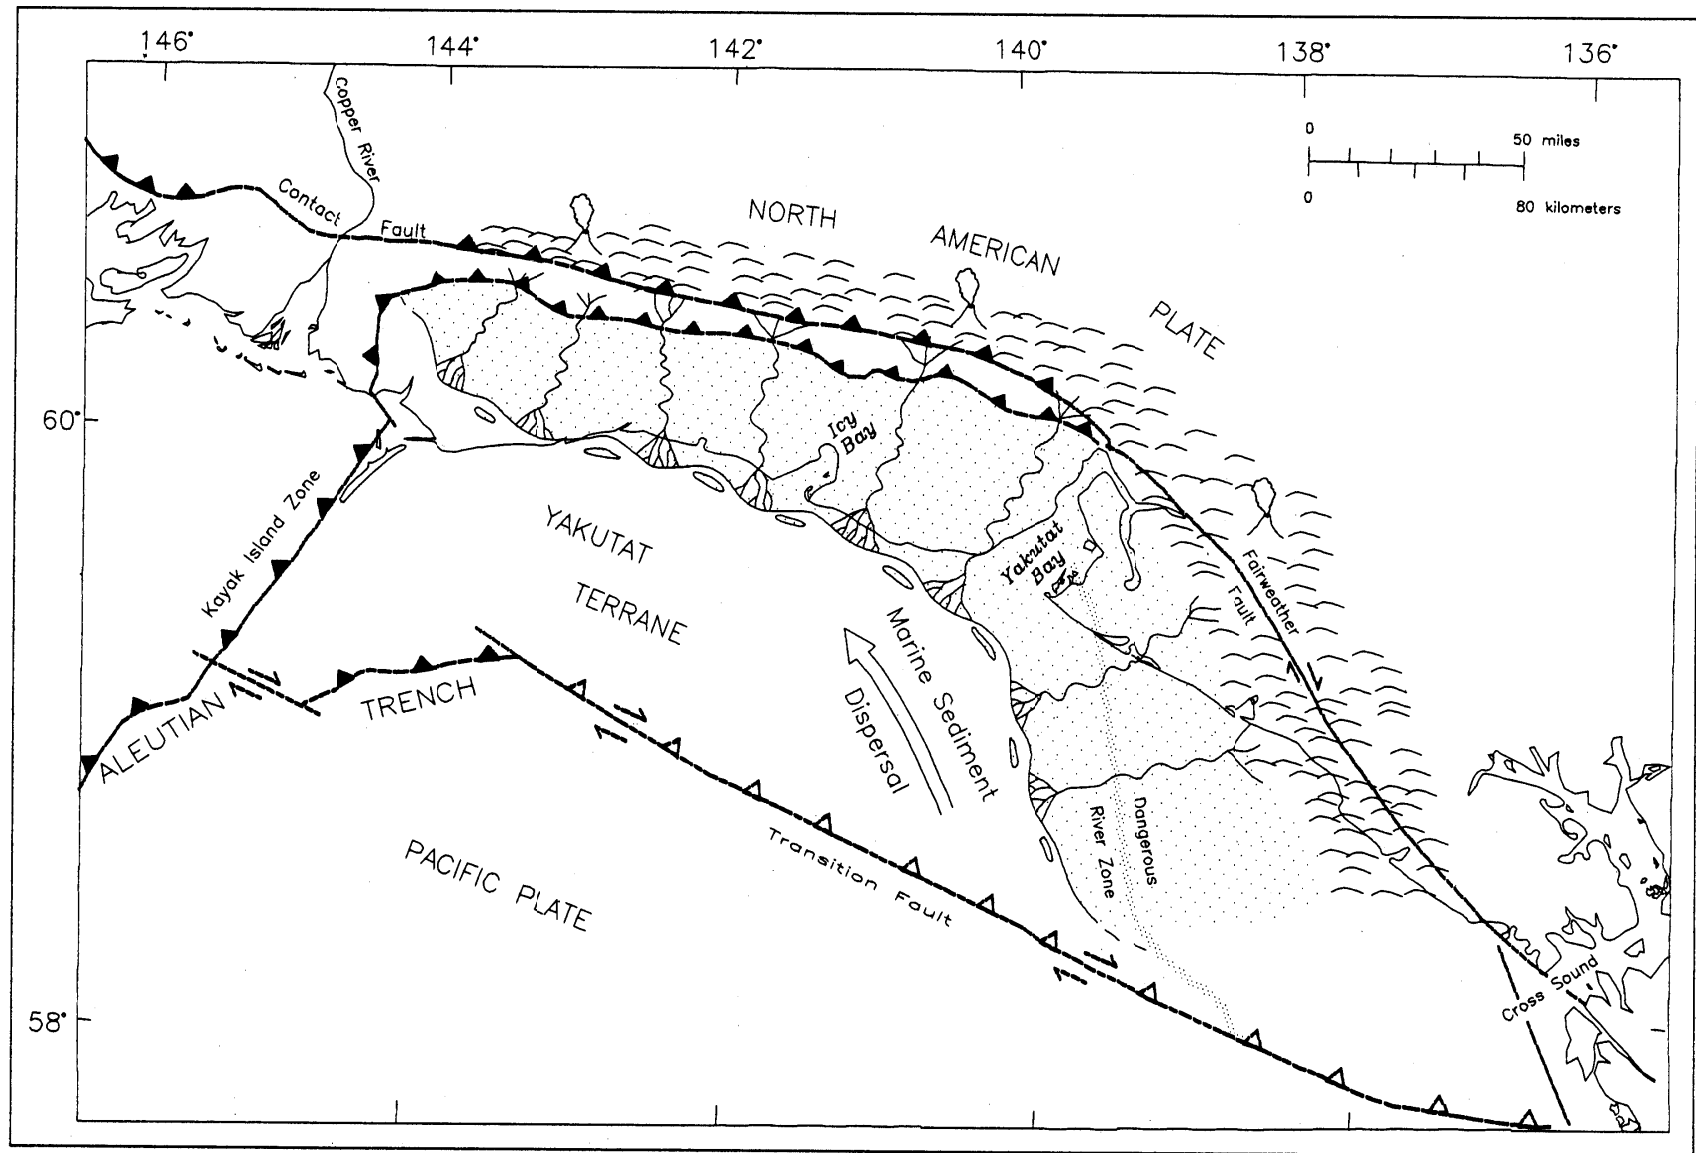 146°
144°
142°
140°
138°
136°
Copper River
0
50 miles
0
80 kilometers
Contact
Fault
NORTH
AMERICAN
PLATE
60°
Icy
Bay
Kayak Island Zone
YAKUTAT
TERRANE
Yakutat
Bay
Fairweather
Fault
Marine Sediment
Dispersal
ALEUTIAN
TRENCH
Dangerous
River Zone
Transition Fault
PACIFIC PLATE
Cross Sound
58°